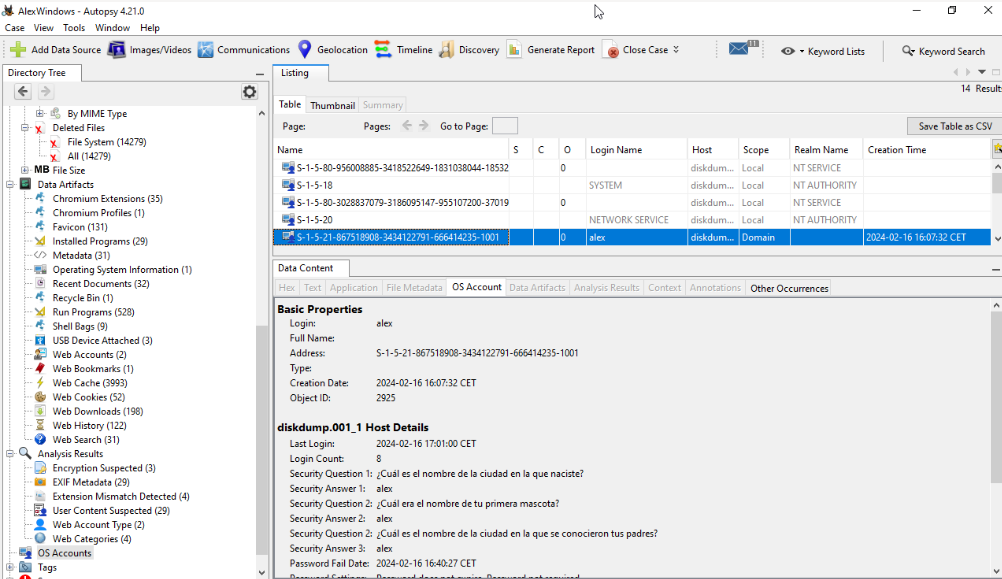 AlexWindows - Autopsy 4.21.0
Case View Tools Window Help
Add Data Source Images/Videos Communications Geolocation Timeline Discovery Generate Report Close Case Keyword Lists Keyword Search
Directory Tree
Listing
14 Results
Table Thumbnail Summary
Page: Pages: Go to Page: Save Table as CSV
Name S C O Login Name Host Scope Realm Name Creation Time
S-1-5-80-956008885-3418522649-1831038044-18532 0 diskdum... Local NT SERVICE
S-1-5-18 SYSTEM diskdum... Local NT AUTHORITY
S-1-5-80-3028837079-3186095147-955107200-37019 0 diskdum... Local NT SERVICE
S-1-5-20 NETWORK SERVICE diskdum... Local NT AUTHORITY
S-1-5-21-867518908-3434122791-666414235-1001 0 alex diskdum... Domain 2024-02-16 16:07:32 CET
By MIME Type
Deleted Files
File System (14279)
All (14279)
MB File Size
Data Artifacts
Chromium Extensions (35)
Chromium Profiles (1)
Favicon (131)
Installed Programs (29)
Metadata (31)
Operating System Information (1)
Recent Documents (32)
Recycle Bin (1)
Run Programs (528)
Shell Bags (9)
USB Device Attached (3)
Web Accounts (2)
Web Bookmarks (1)
Web Cache (3993)
Web Cookies (52)
Web Downloads (198)
Web History (122)
Web Search (31)
Analysis Results
Encryption Suspected (3)
EXIF Metadata (29)
Extension Mismatch Detected (4)
User Content Suspected (29)
Web Account Type (2)
Web Categories (4)
OS Accounts
Tags
Data Content
Hex Text Application File Metadata OS Account Data Artifacts Analysis Results Context Annotations Other Occurrences
Basic Properties
Login: alex
Full Name:
Address: S-1-5-21-867518908-3434122791-666414235-1001
Type:
Creation Date: 2024-02-16 16:07:32 CET
Object ID: 2925
diskdump.001_1 Host Details
Last Login: 2024-02-16 17:01:00 CET
Login Count: 8
Security Question 1: ¿Cuál es el nombre de la ciudad en la que naciste?
Security Answer 1: alex
Security Question 2: ¿Cuál era el nombre de tu primera mascota?
Security Answer 2: alex
Security Question 2: ¿Cuál es el nombre de la ciudad en la que se conocieron tus padres?
Security Answer 3: alex
Password Fail Date: 2024-02-16 16:40:27 CET
Password Settings: Password does not expire, Password not required